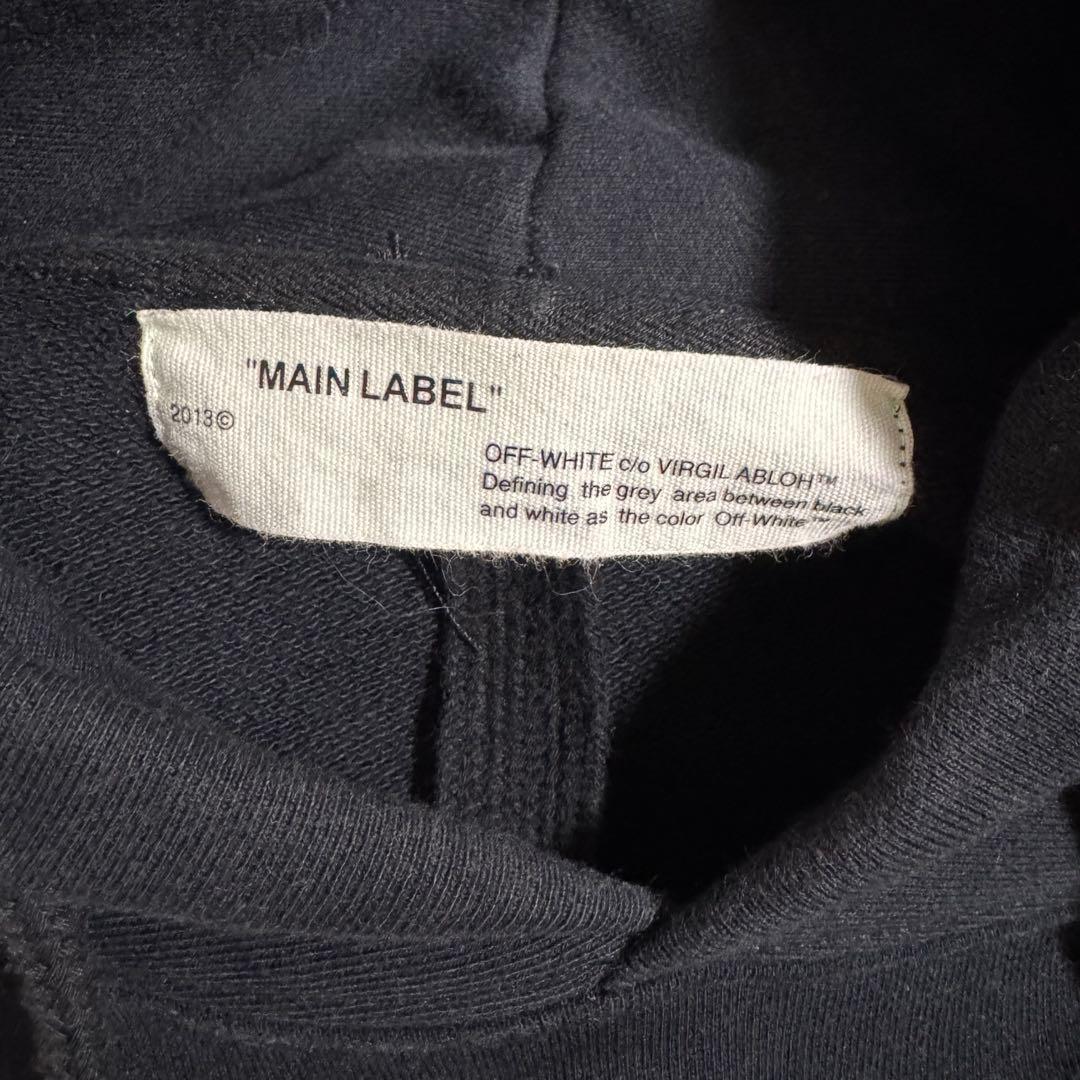 "MAIN LABEL"
2013©
OFF-WHITE c/o VIRGIL ABLOH™
Defining the grey area between black
and white as the color Off-White™